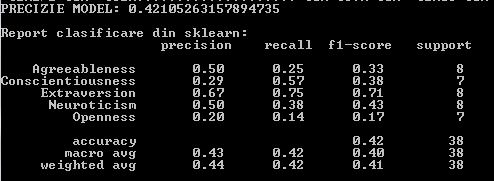 PRECIZIE MODEL: 0.42105263157894735
Report clasificare din sklearn:
precision recall f1-score support
Agreeableness 0.50 0.25 0.33 8
Conscientiousness 0.29 0.57 0.38 7
Extraversion 0.67 0.75 0.71 8
Neuroticism 0.50 0.38 0.43 8
Openness 0.20 0.14 0.17 7
accuracy 0.42 38
macro avg 0.43 0.42 0.40 38
weighted avg 0.44 0.42 0.41 38